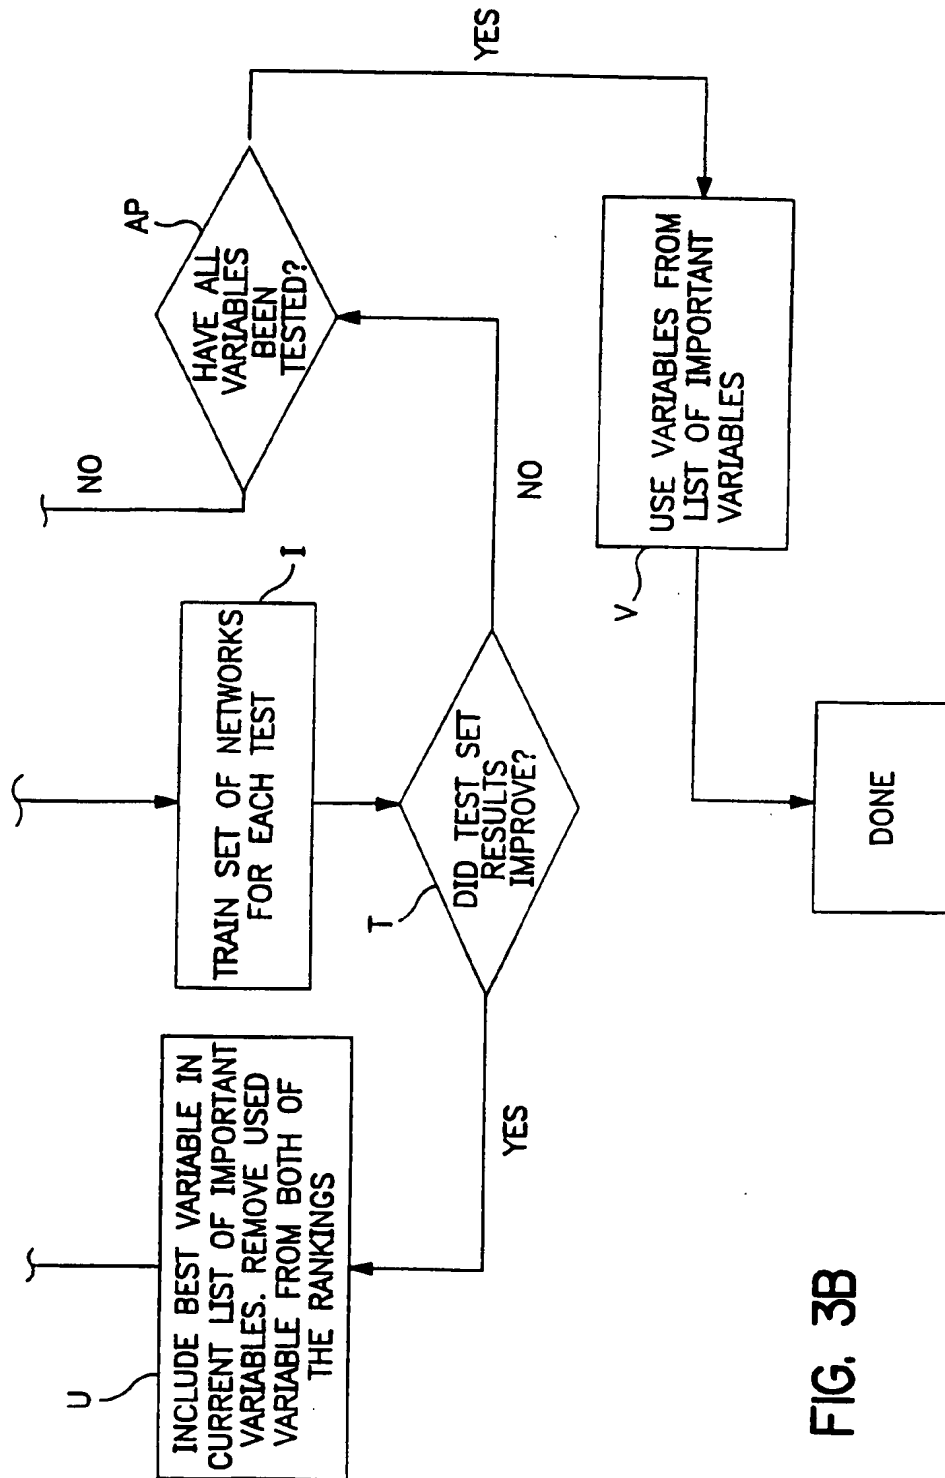 U
INCLUDE BEST VARIABLE IN
CURRENT LIST OF IMPORTANT
VARIABLES. REMOVE USED
VARIABLE FROM BOTH OF
THE RANKINGS
YES
I
TRAIN SET OF NETWORKS
FOR EACH TEST
T
DID TEST SET
RESULTS
IMPROVE?
NO
NO
AP
HAVE ALL
VARIABLES
BEEN
TESTED?
YES
V
USE VARIABLES FROM
LIST OF IMPORTANT
VARIABLES
DONE
FIG. 3B